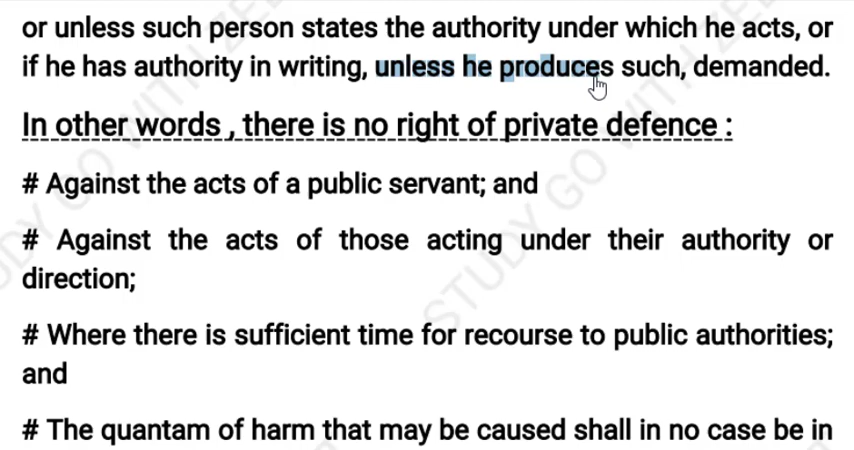 or unless such person states the authority under which he acts, or
if he has authority in writing, unless he produces such, demanded.
In other words , there is no right of private defence :
# Against the acts of a public servant; and
# Against the acts of those acting under their authority or
direction;
# Where there is sufficient time for recourse to public authorities;
and
# The quantam of harm that may be caused shall in no case be in